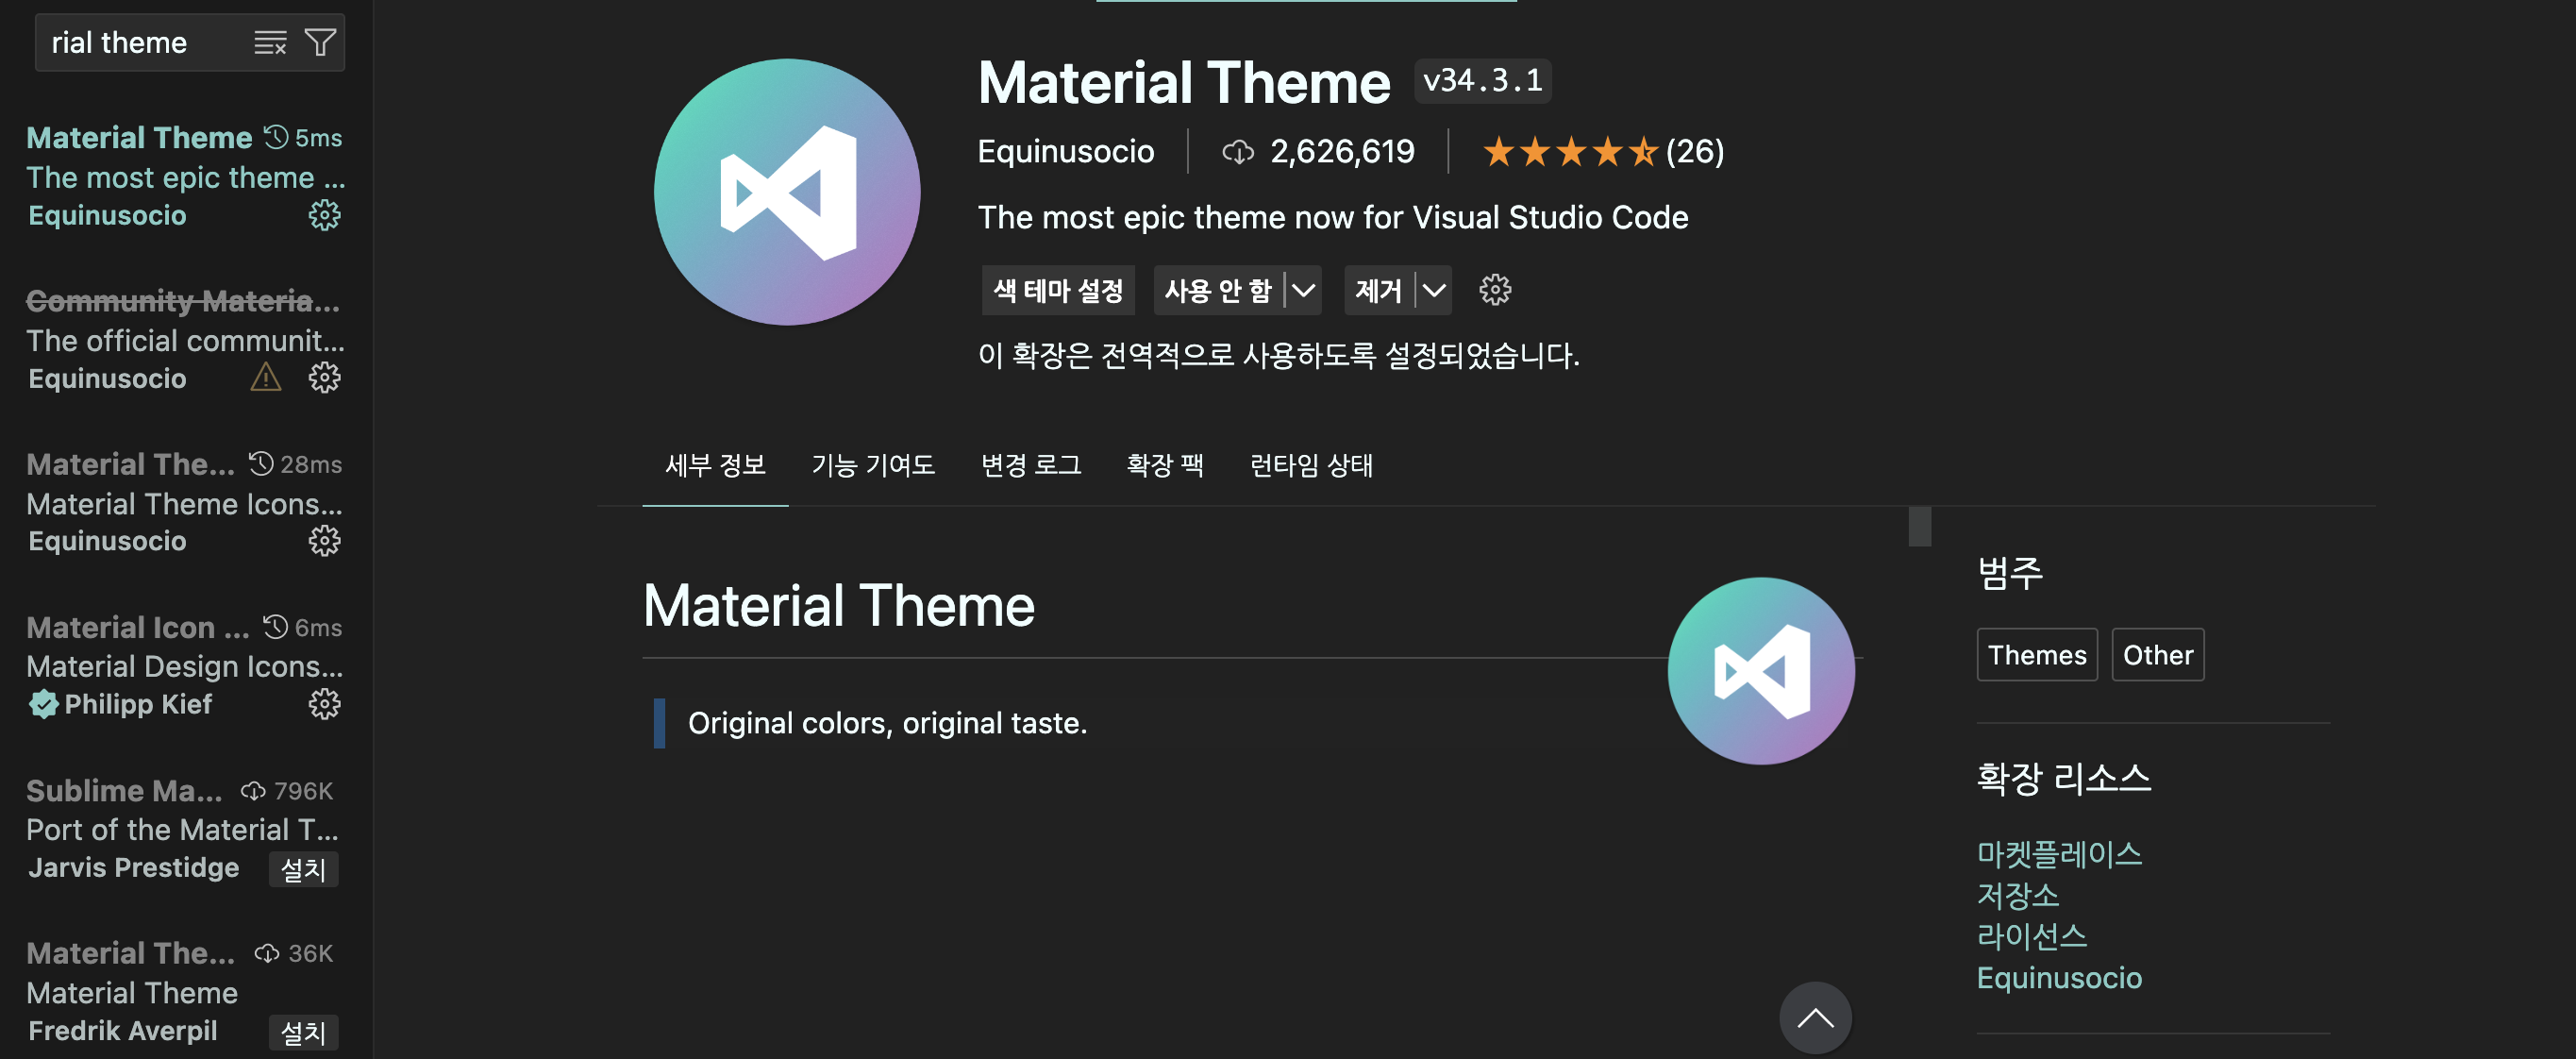 rial theme
Material Theme 5ms
The most epic theme ...
Equinusocio
Community Materia...
The official communit...
Equinusocio
Material The... 28ms
Material Theme Icons...
Equinusocio
Material Icon ... 6ms
Material Design Icons...
Philipp Kief
Sublime Ma... 796K
Port of the Material T...
Jarvis Prestidge 설치
Material The... 36K
Material Theme
Fredrik Averpil 설치
Material Theme v34.3.1
Equinusocio 2,626,619 (26)
The most epic theme now for Visual Studio Code
색 테마 설정 사용 안 함 제거
이 확장은 전역적으로 사용하도록 설정되었습니다.
세부 정보 기능 기여도 변경 로그 확장 팩 런타임 상태
Material Theme
Original colors, original taste.
범주
Themes Other
확장 리소스
마켓플레이스
저장소
라이선스
Equinusocio